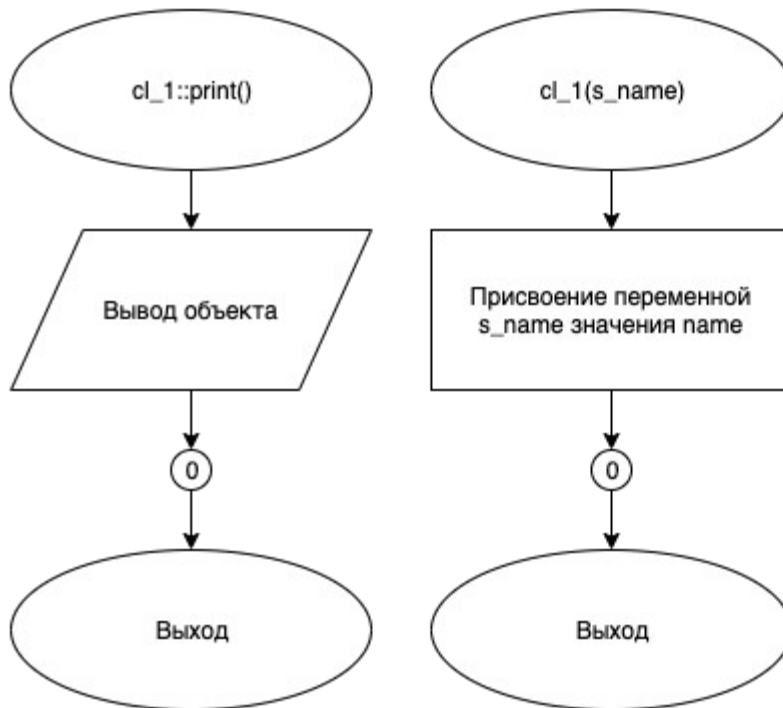 cl_1::print()
Вывод объекта
0
Выход
cl_1(s_name)
Присвоение переменной
s_name значения name
0
Выход